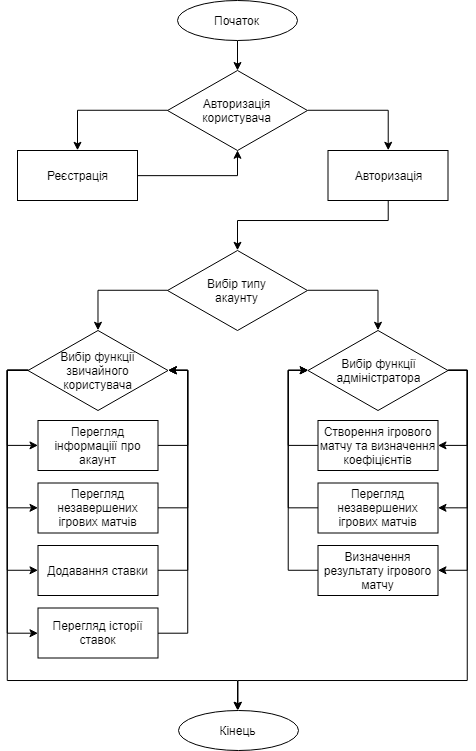 Початок
Авторизація
користувача
Реєстрація
Авторизація
Вибір типу
акаунту
Вибір функції
звичайного
користувача
Вибір функції
адміністратора
Перегляд
інформаціїї про
акаунт
Створення ігрового
матчу та визначення
коефіцієнтів
Перегляд
незавершених
ігрових матчів
Перегляд
незавершених
ігрових матчів
Додавання ставки
Визначення
результату ігрового
матчу
Перегляд історії
ставок
Кінець